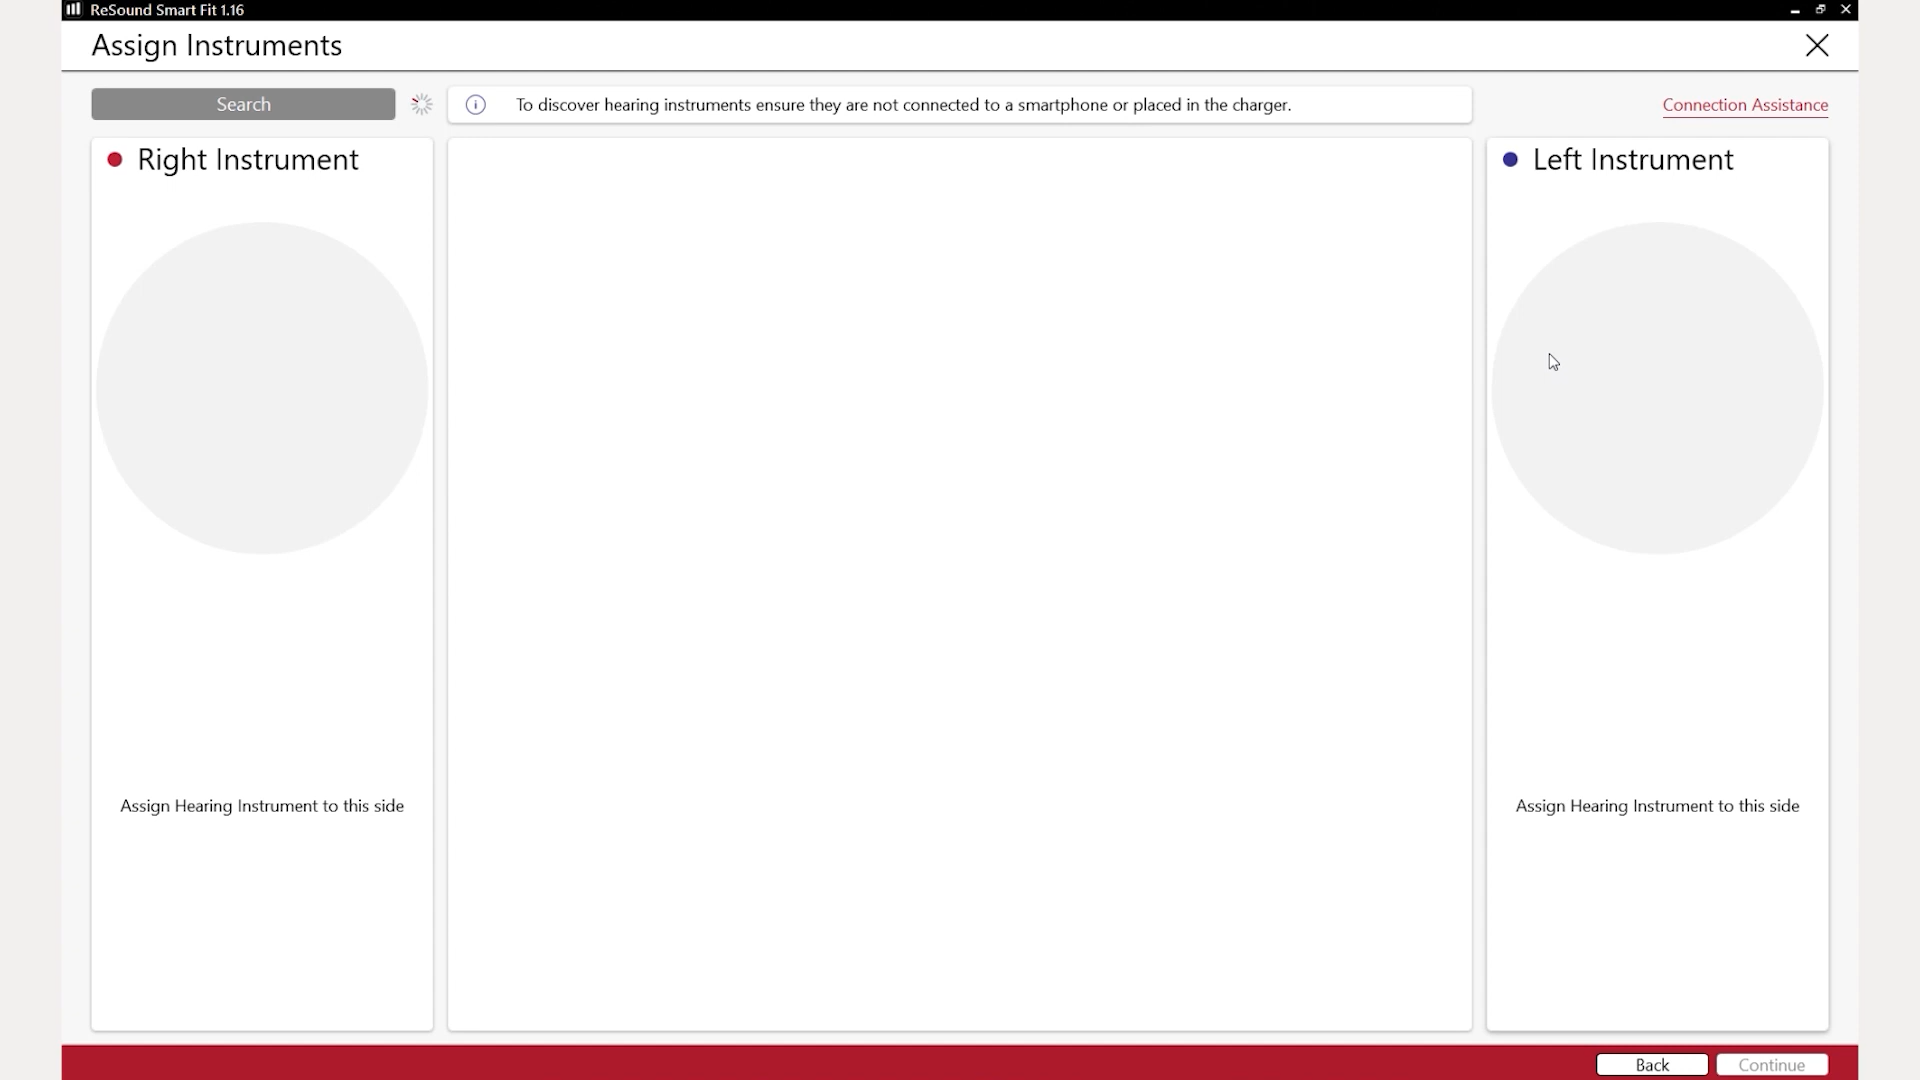 ReSound Smart Fit 1.16
Assign Instruments
Search
To discover hearing instruments ensure they are not connected to a smartphone or placed in the charger.
Connection Assistance
Right Instrument
Left Instrument
Assign Hearing Instrument to this side
Assign Hearing Instrument to this side
Back
Continue